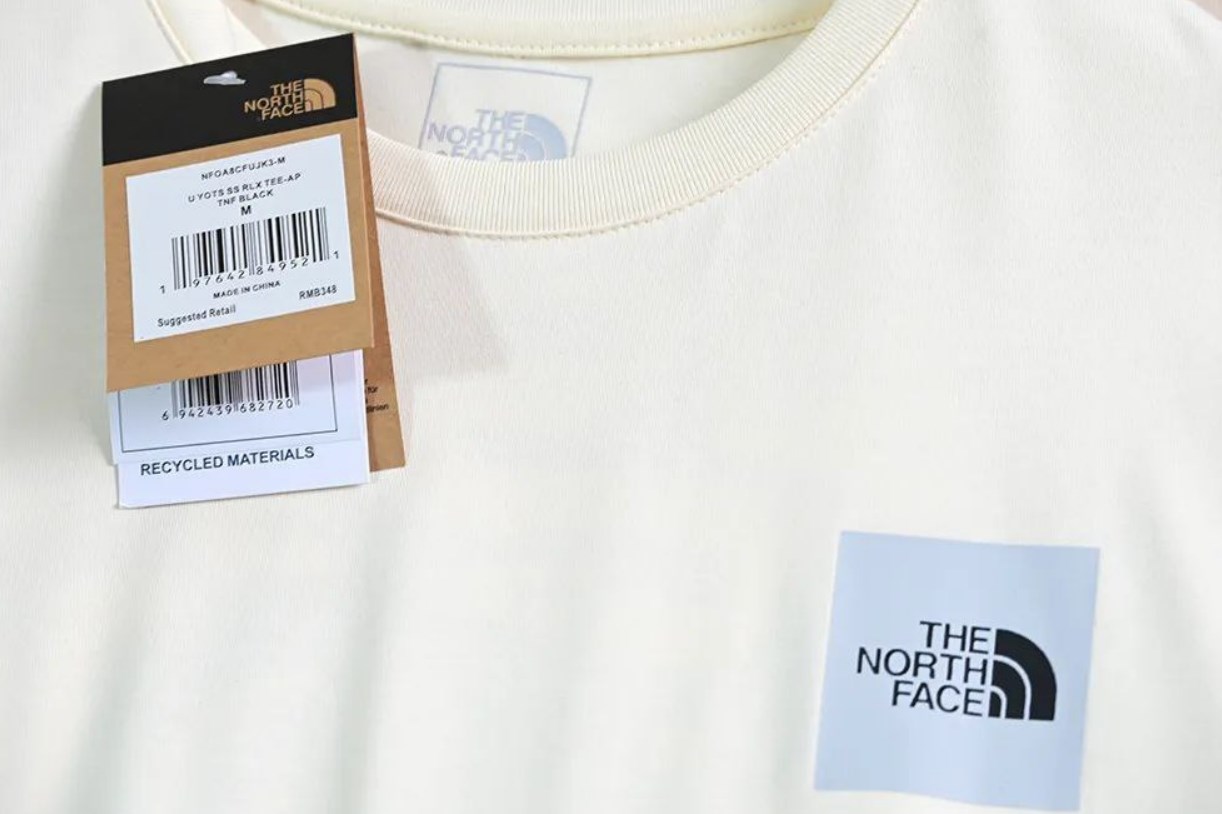 THE
NORTH
FACE
NF0A8CFUJK3-M
U YOTS SS RLX TEE-AP
TNF BLACK
M
1 97642 84952 1
MADE IN CHINA
Suggested Retail RMB348
6 942439 682720
RECYCLED MATERIALS
für
THE
NORTH
FACE
THE
NORTH
FACE